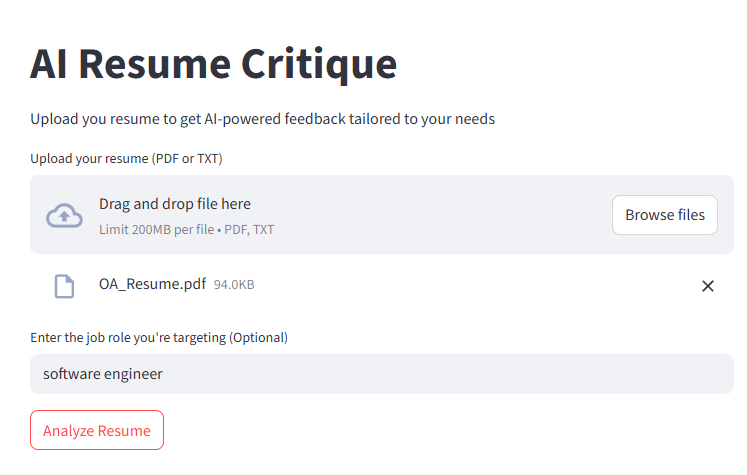 AI Resume Critique
Upload you resume to get AI-powered feedback tailored to your needs
Upload your resume (PDF or TXT)
Drag and drop file here
Limit 200MB per file • PDF, TXT
Browse files
OA_Resume.pdf 94.0KB
Enter the job role you're targeting (Optional)
software engineer
Analyze Resume